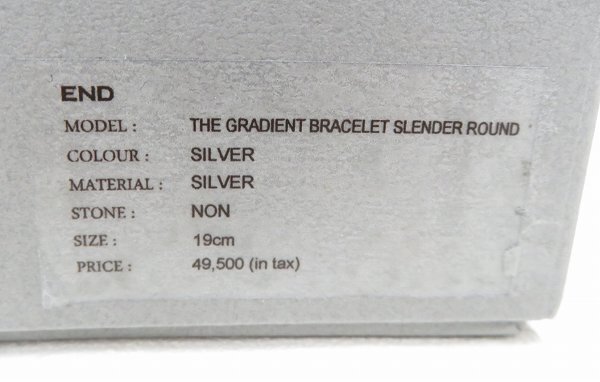 END
MODEL : THE GRADIENT BRACELET SLENDER ROUND
COLOUR : SILVER
MATERIAL : SILVER
STONE : NON
SIZE : 19cm
PRICE : 49,500 (in tax)